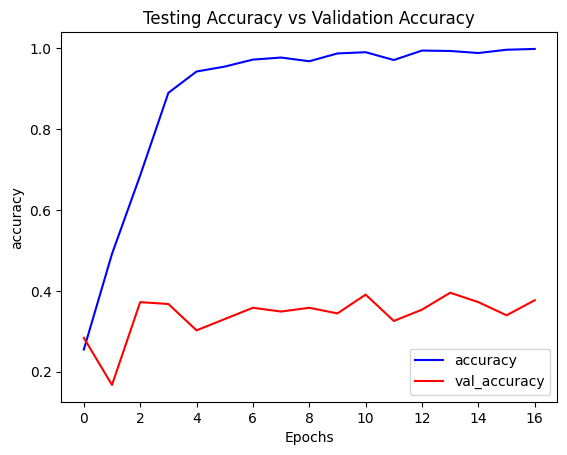 Testing Accuracy vs Validation Accuracy
accuracy
1.0
0.8
0.6
0.4
0.2
0 2 4 6 8 10 12 14 16
Epochs
accuracy
val_accuracy